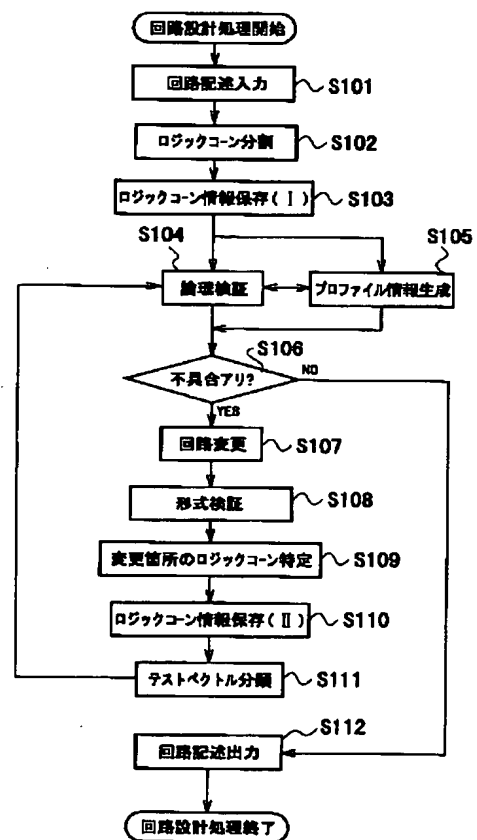 回路設計処理開始
回路記述入力
S101
ロジックコーン分割
S102
ロジックコーン情報保存(Ⅰ)
S103
S104
S105
論理検証
プロファイル情報生成
S106
不具合アリ?
NO
YES
回路変更
S107
形式検証
S108
変更箇所のロジックコーン特定
S109
ロジックコーン情報保存(Ⅱ)
S110
テストベクトル分類
S111
S112
回路記述出力
回路設計処理終了